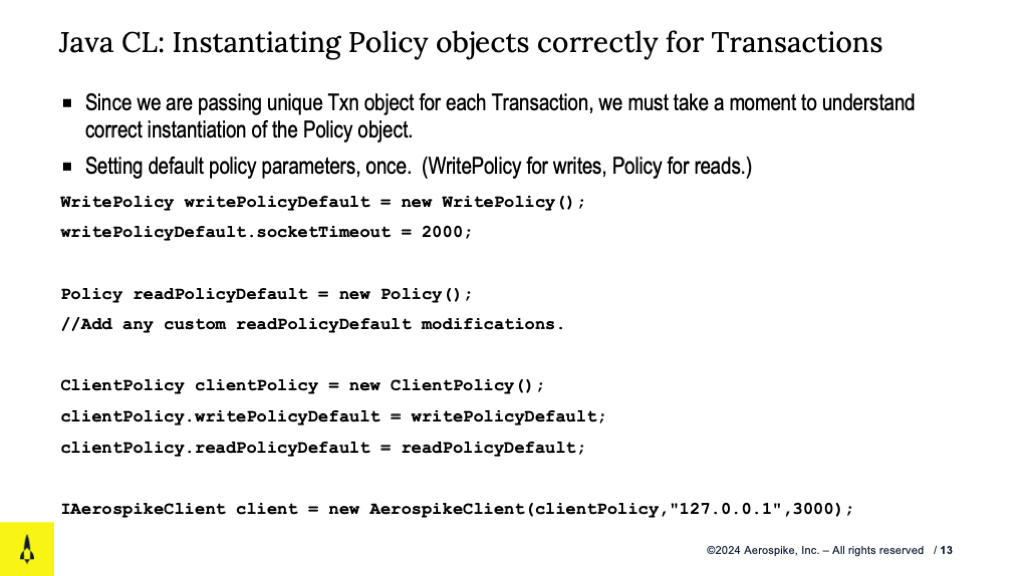 Java CL: Instantiating Policy objects correctly for Transactions
▪ Since we are passing unique Txn object for each Transaction, we must take a moment to understand
correct instantiation of the Policy object.
▪ Setting default policy parameters, once.  (WritePolicy for writes, Policy for reads.)
WritePolicy writePolicyDefault = new WritePolicy();
writePolicyDefault.socketTimeout = 2000;
Policy readPolicyDefault = new Policy();
//Add any custom readPolicyDefault modifications.
ClientPolicy clientPolicy = new ClientPolicy();
clientPolicy.writePolicyDefault = writePolicyDefault;
clientPolicy.readPolicyDefault = readPolicyDefault;
IAerospikeClient client = new AerospikeClient(clientPolicy,"127.0.0.1",3000);
©2024 Aerospike, Inc. – All rights reserved / 13